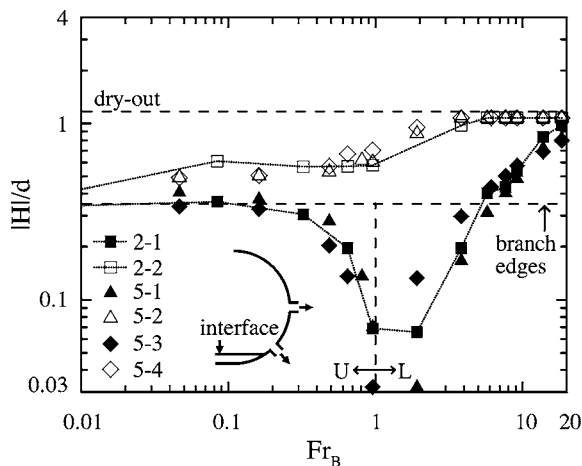 4
dry-out
1
|H|/d
2-1
2-2
5-1
5-2
5-3
5-4
interface
branch
edges
0.1
U
L
0.03
0.01
0.1
1
10
20
Fr_B